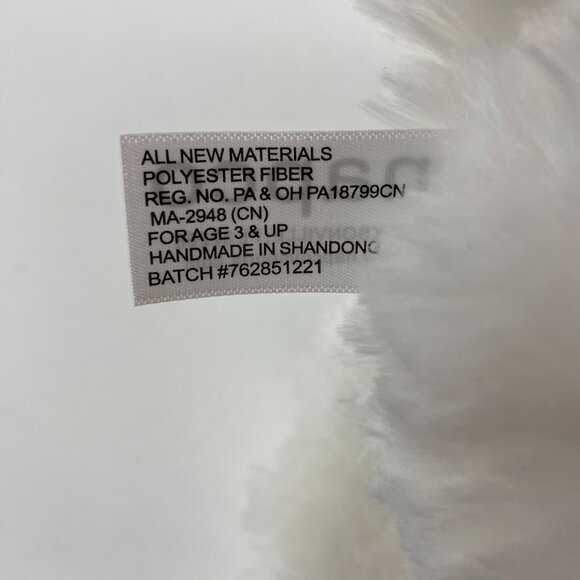 ALL NEW MATERIALS
POLYESTER FIBER
REG. NO. PA & OH PA18799CN
MA-2948 (CN)
FOR AGE 3 & UP
HANDMADE IN SHANDONG
BATCH #762851221